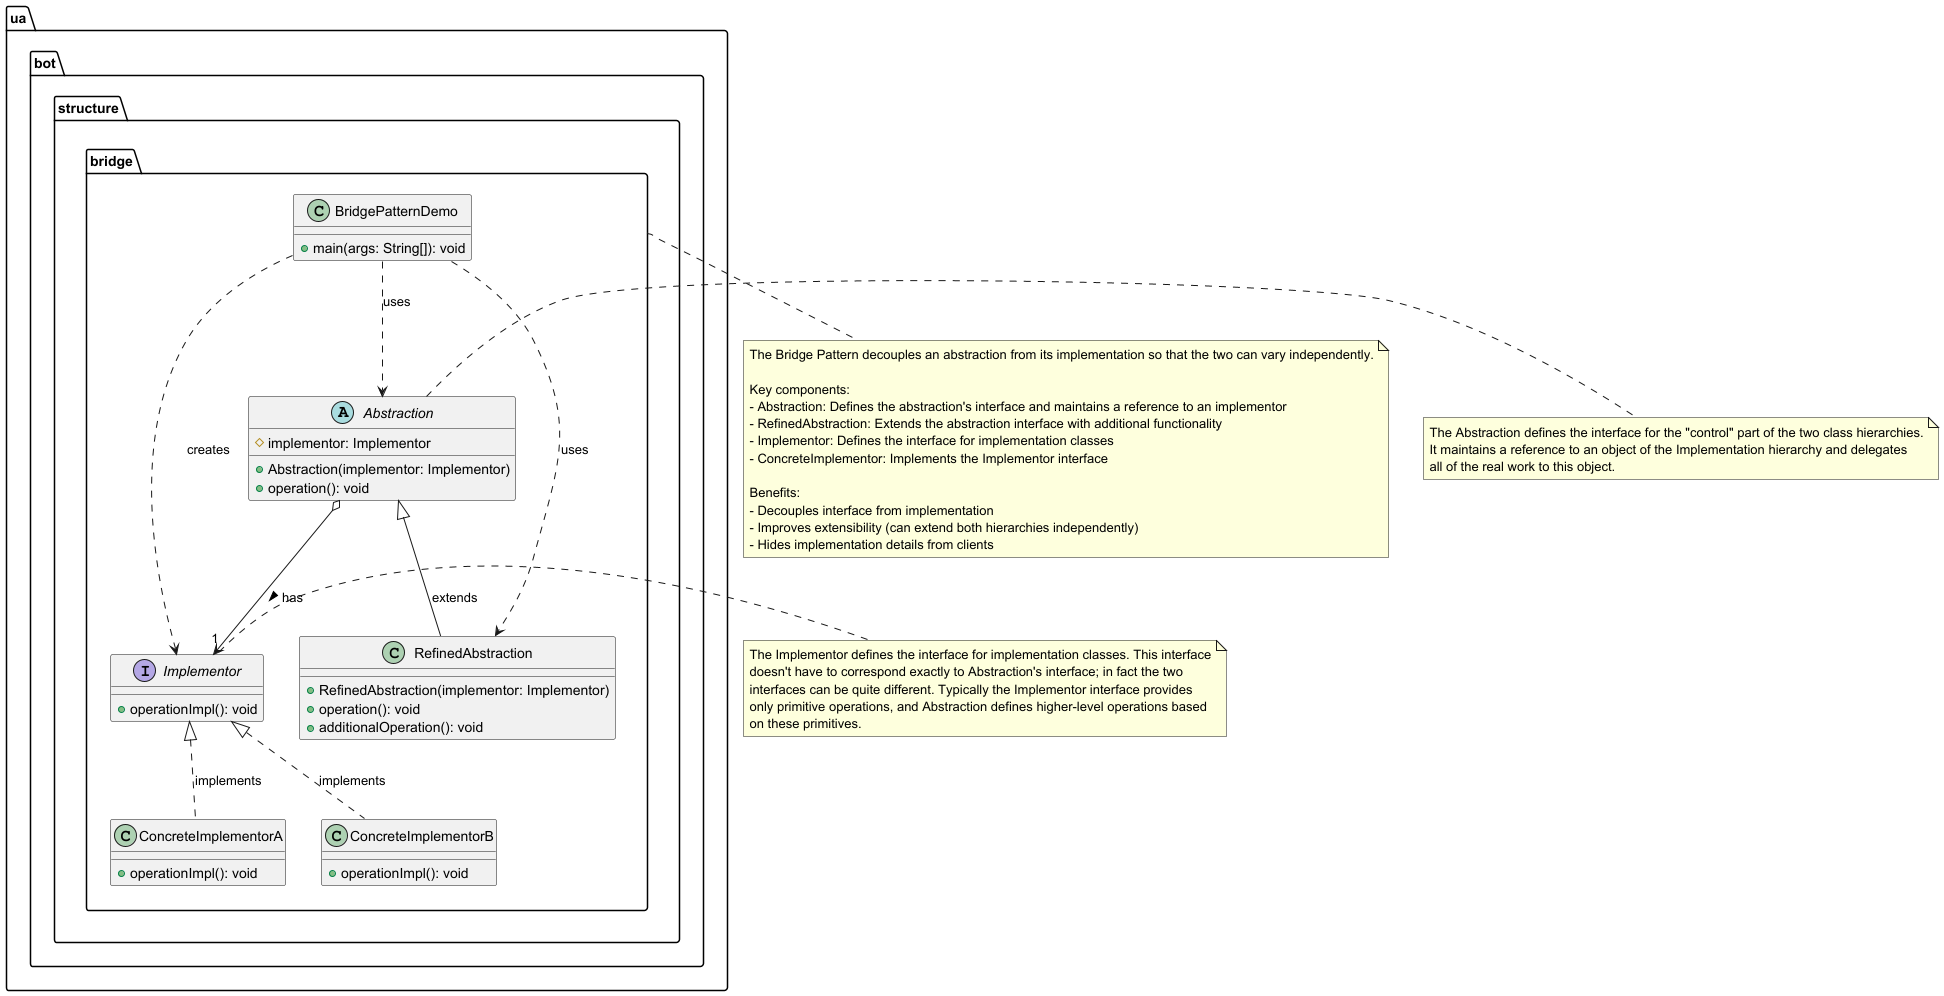 ua
bot
structure
bridge
C BridgePatternDemo
main(args: String[]): void
uses
creates
uses
A Abstraction
implementor: Implementor
Abstraction(implementor: Implementor)
operation(): void
has
extends
1
I Implementor
operationImpl(): void
C RefinedAbstraction
RefinedAbstraction(implementor: Implementor)
operation(): void
additionalOperation(): void
implements
implements
C ConcreteImplementorA
operationImpl(): void
C ConcreteImplementorB
operationImpl(): void
The Bridge Pattern decouples an abstraction from its implementation so that the two can vary independently.
Key components:
- Abstraction: Defines the abstraction's interface and maintains a reference to an implementor
- RefinedAbstraction: Extends the abstraction interface with additional functionality
- Implementor: Defines the interface for implementation classes
- ConcreteImplementor: Implements the Implementor interface
Benefits:
- Decouples interface from implementation
- Improves extensibility (can extend both hierarchies independently)
- Hides implementation details from clients
The Abstraction defines the interface for the "control" part of the two class hierarchies.
It maintains a reference to an object of the Implementation hierarchy and delegates
all of the real work to this object.
The Implementor defines the interface for implementation classes. This interface
doesn't have to correspond exactly to Abstraction's interface; in fact the two
interfaces can be quite different. Typically the Implementor interface provides
only primitive operations, and Abstraction defines higher-level operations based
on these primitives.